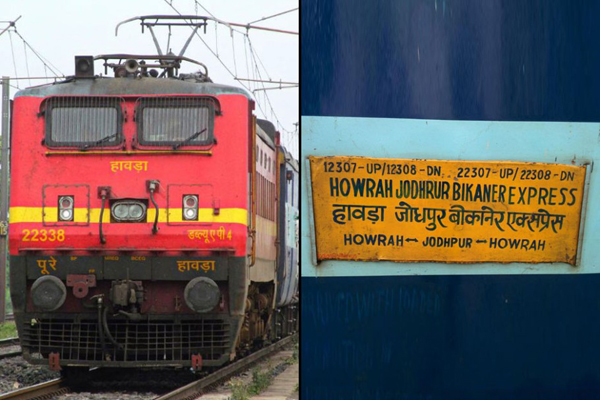 हावड़ा
22338
डब्ल्यू ए पी 4
पू रे
हावड़ा
12307-UP/12308-DN, 22307-UP/22308-DN
HOWRAH JODHRUR BIKANER EXPRESS
हावड़ा जोधपुर बीकानेर एक्सप्रेस
HOWRAH↔JODHPUR↔HOWRAH